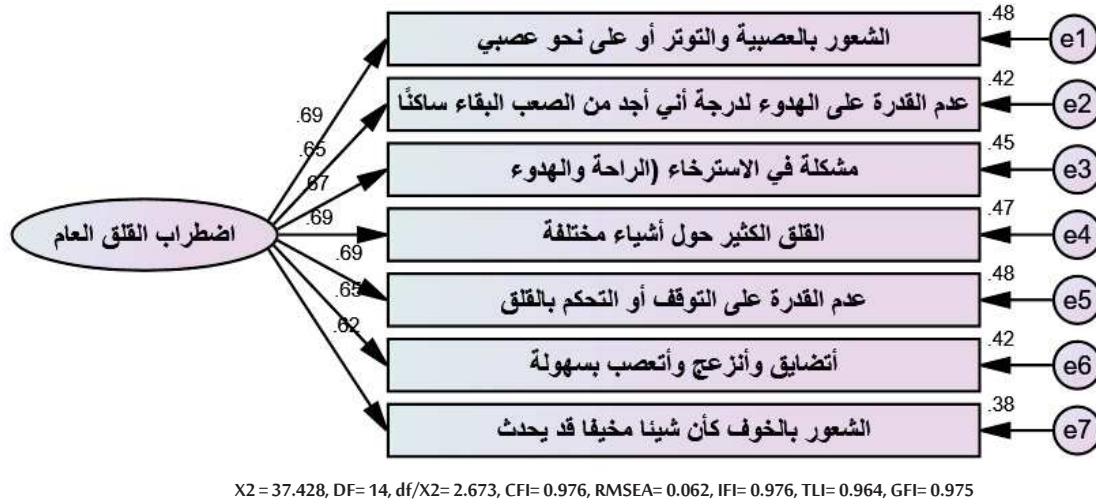 .48
الشعور بالعصبية والتوتر أو على نحو عصبي
e1
.69
.42
عدم القدرة على الهدوء لدرجة أني أجد من الصعب البقاء ساكنًا
e2
.65
.45
مشكلة في الاسترخاء (الراحة والهدوء
e3
.67
.47
القلق الكثير حول أشياء مختلفة
e4
.69
اضطراب القلق العام
.48
عدم القدرة على التوقف أو التحكم بالقلق
e5
.69
.42
أتضايق وأنزعج وأتعصب بسهولة
e6
.65
.38
الشعور بالخوف كأن شيئا مخيفا قد يحدث
e7
.62
X2 = 37.428, DF= 14, df/X2= 2.673, CFI= 0.976, RMSEA= 0.062, IFI= 0.976, TLI= 0.964, GFI= 0.975